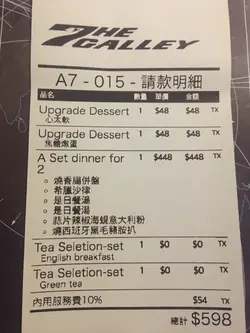 THE
GALLEY
A7 - 015 - 請款明細
品名 數量 單價 金額
Upgrade Dessert 1 $48 $48 TX
心太軟
Upgrade Dessert 1 $48 $48 TX
焦糖燉蛋
A Set dinner for 1 $448 $448 TX
2
燒香腸併盤
希臘沙律
是日餐湯
是日餐湯
蒜片辣椒海蜆意大利粉
燒西班牙黑毛豬胺扒
Tea Seletion-set 1 $0 $0 TX
English breakfast
Tea Seletion-set 1 $0 $0 TX
Green tea
內用服務費10% $54 TX
總計 $598